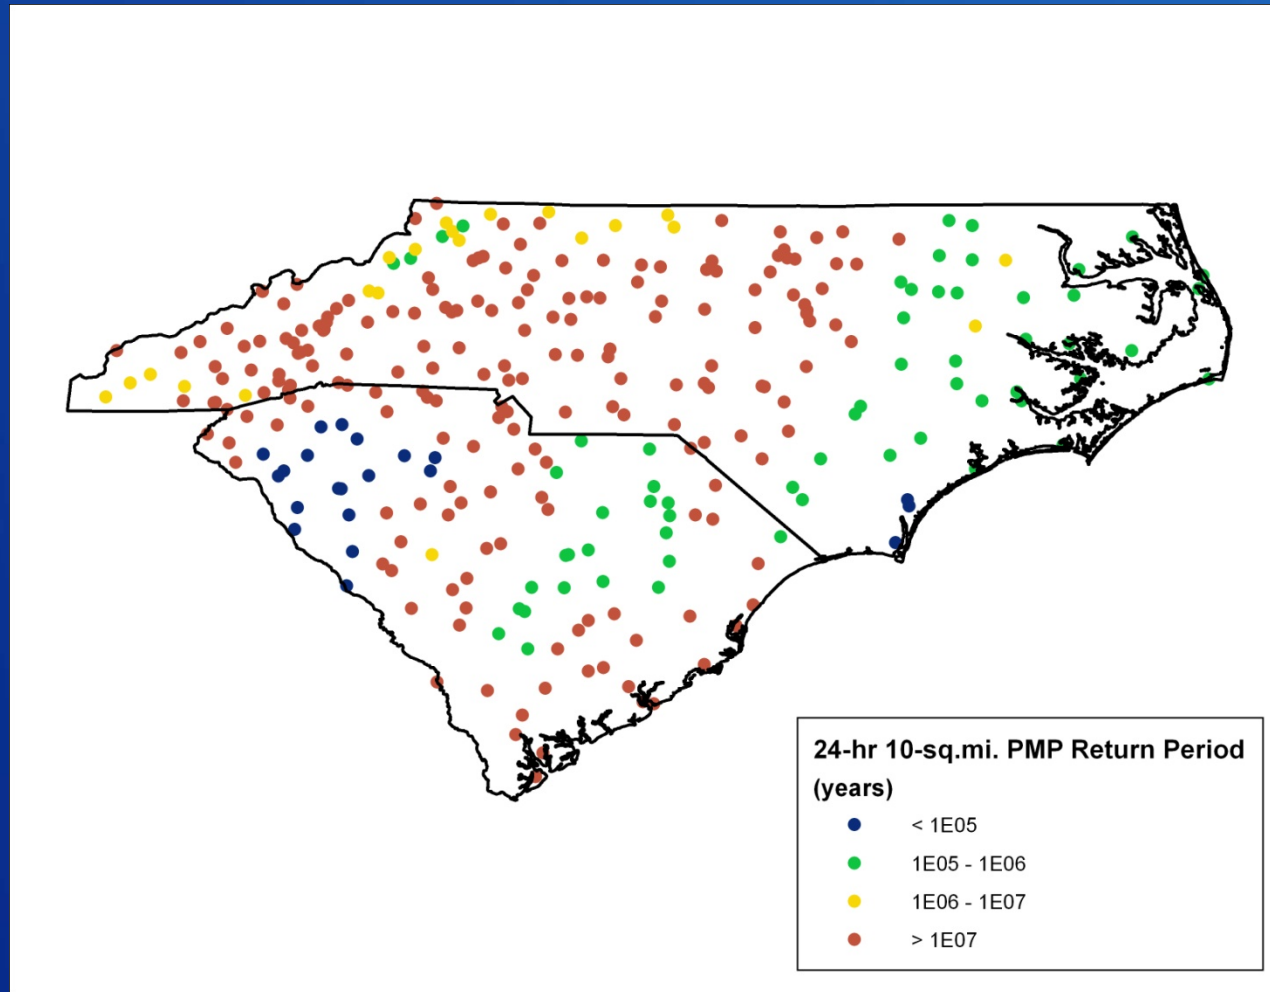 24-hr 10-sq.mi. PMP Return Period
(years)
< 1E05
1E05 - 1E06
1E06 - 1E07
> 1E07